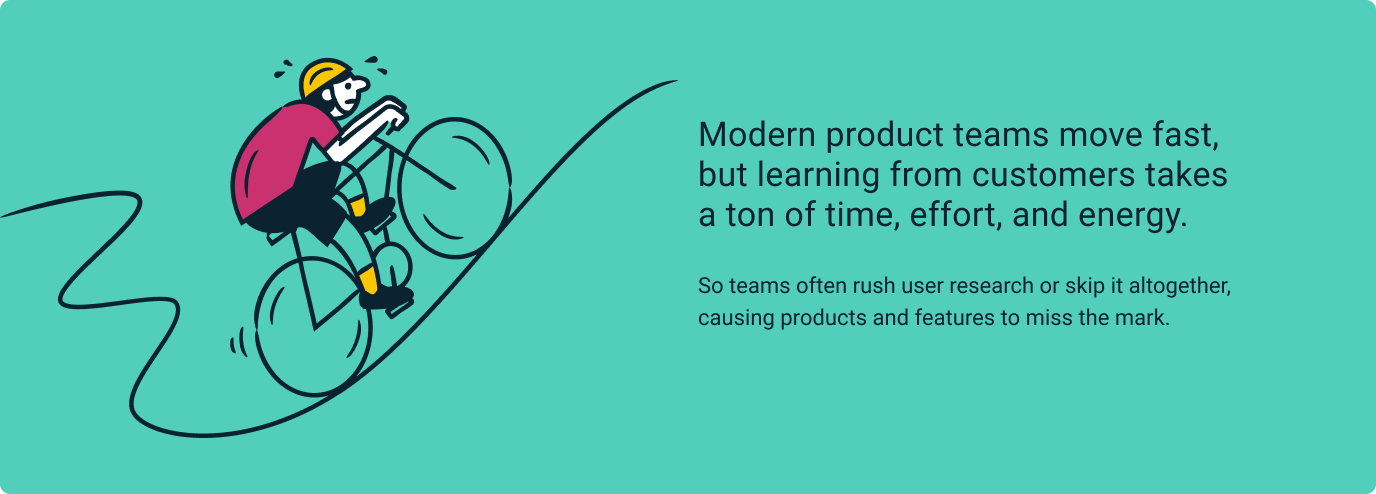 Modern product teams move fast,
but learning from customers takes
a ton of time, effort, and energy.
So teams often rush user research or skip it altogether,
causing products and features to miss the mark.